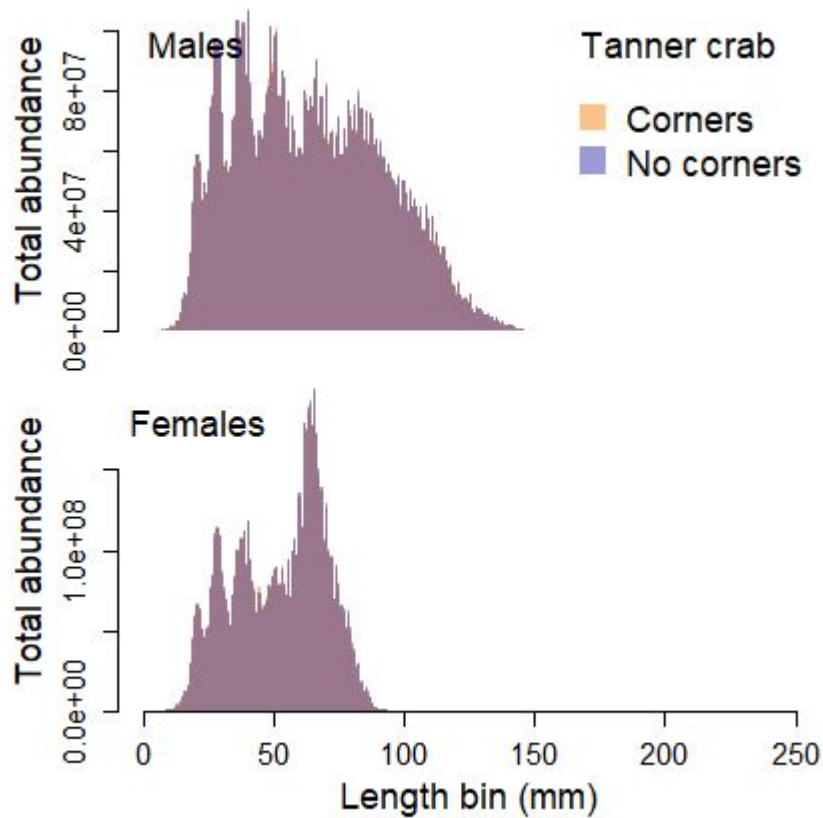 Males
Tanner crab
Corners
No corners
Total abundance
8e+07
4e+07
0e+00
Females
Total abundance
1.0e+08
0.0e+00
0 50 100 150 200 250
Length bin (mm)